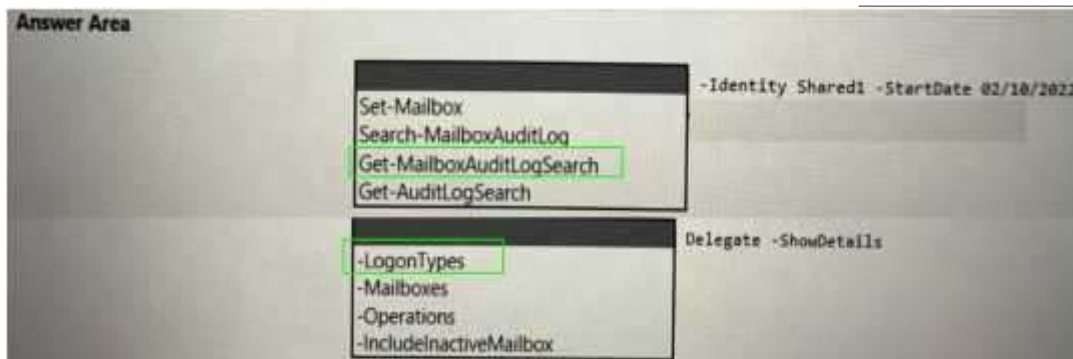 Answer Area
-Identity Shared1 -StartDate 02/10/2022
Set-Mailbox
Search-MailboxAuditLog
Get-MailboxAuditLogSearch
Get-AuditLogSearch
Delegate -ShowDetails
-LogonTypes
-Mailboxes
-Operations
-IncludeInactiveMailbox